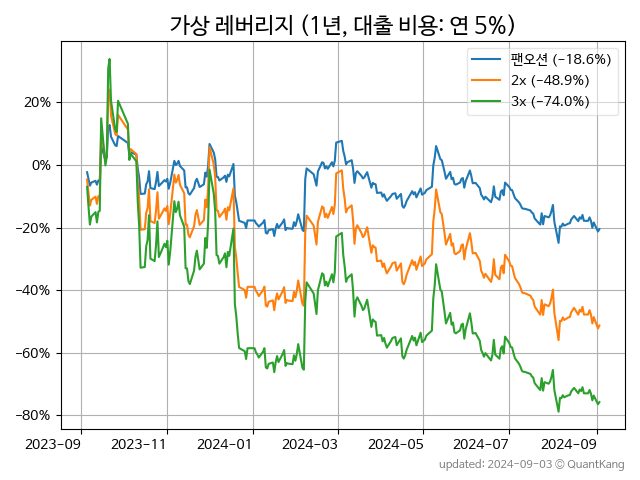 가상 레버리지 (1년, 대출 비용: 연 5%)
팬오션 (−18.6%)
2x (−48.9%)
3x (−74.0%)
20%
0%
−20%
−40%
−60%
−80%
2023−09 2023−11 2024−01 2024−03 2024−05 2024−07 2024−09
updated: 2024-09-03 © QuantKang